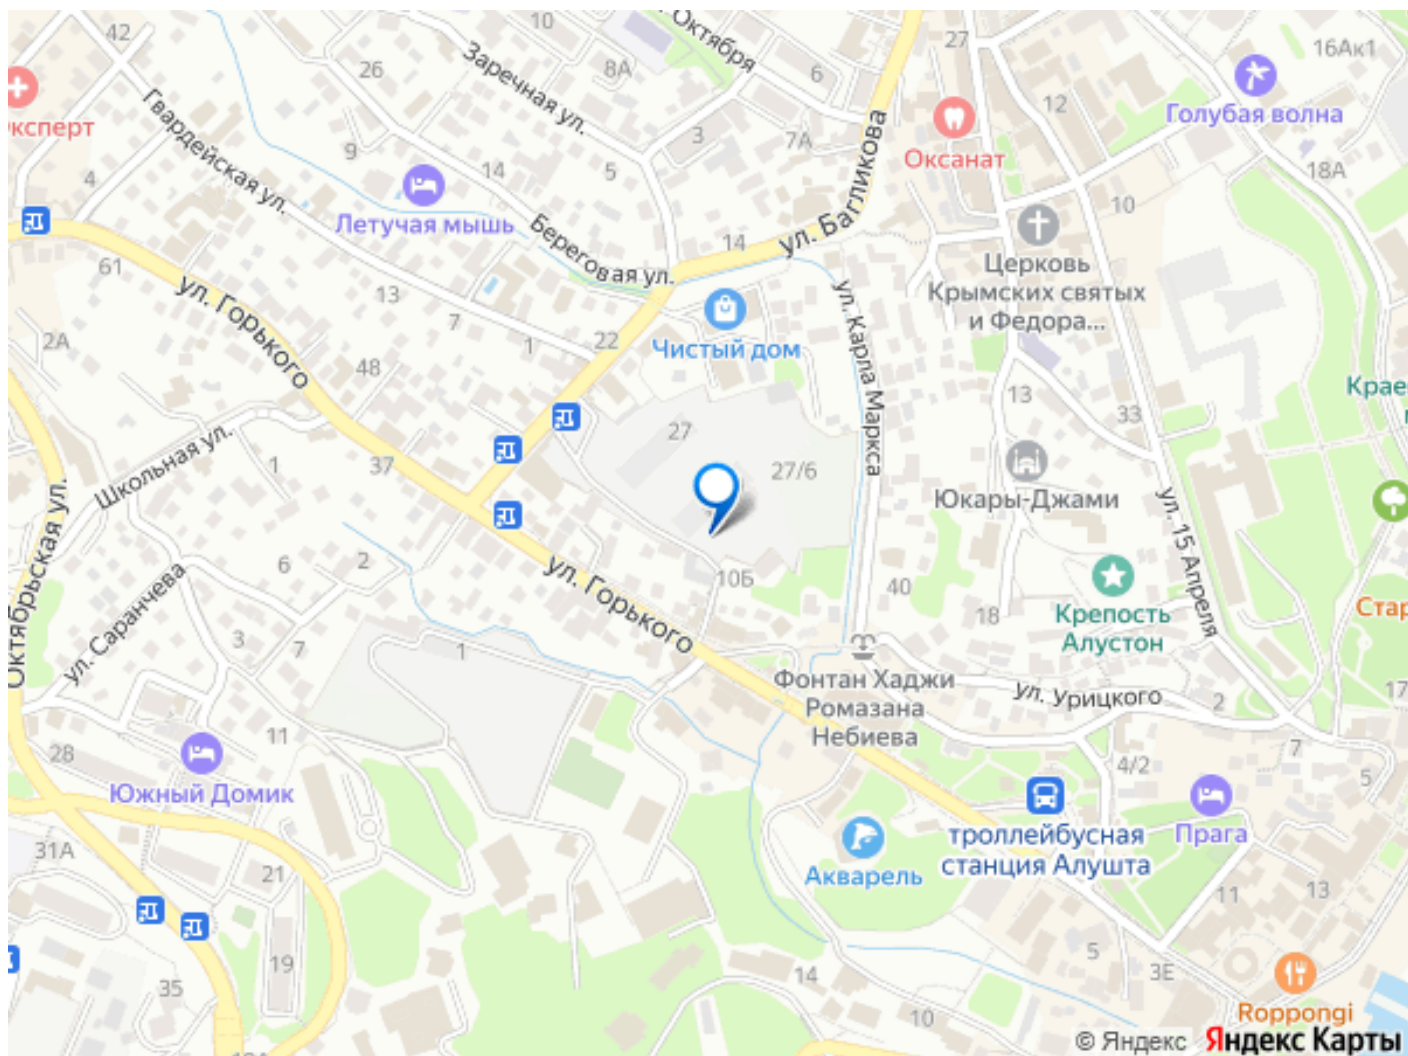 42
10
Октября
27
16Ак1
Заречная ул.
8А
6
26
12
Голубая волна
Эксперт
Гвардейская ул.
3
7А
Оксанат
9
14
5
18А
4
Летучая мышь
ул. Багликова
10
Береговая ул.
14
Церковь
Крымских святых
и Федора...
61
ул. Горького
13
7
22
1
Чистый дом
ул. Карла Маркса
2А
48
13
33
Школьная ул.
1
37
27
27/6
Юкары-Джами
ул. 15 Апреля
Октябрьская ул.
6
2
10Б
40
18
Крепость
Алустон
Стар
ул. Саранчева
3
7
1
ул. Горького
Фонтан Хаджи
Ромазана
Небиева
ул. Урицкого
2
17
28
11
Южный Домик
4/2
7
5
троллейбусная
станция Алушта
Прага
31А
21
Акварель
11
13
19
35
14
5
3Е
10
Roppongi
© Яндекс Яндекс Карты